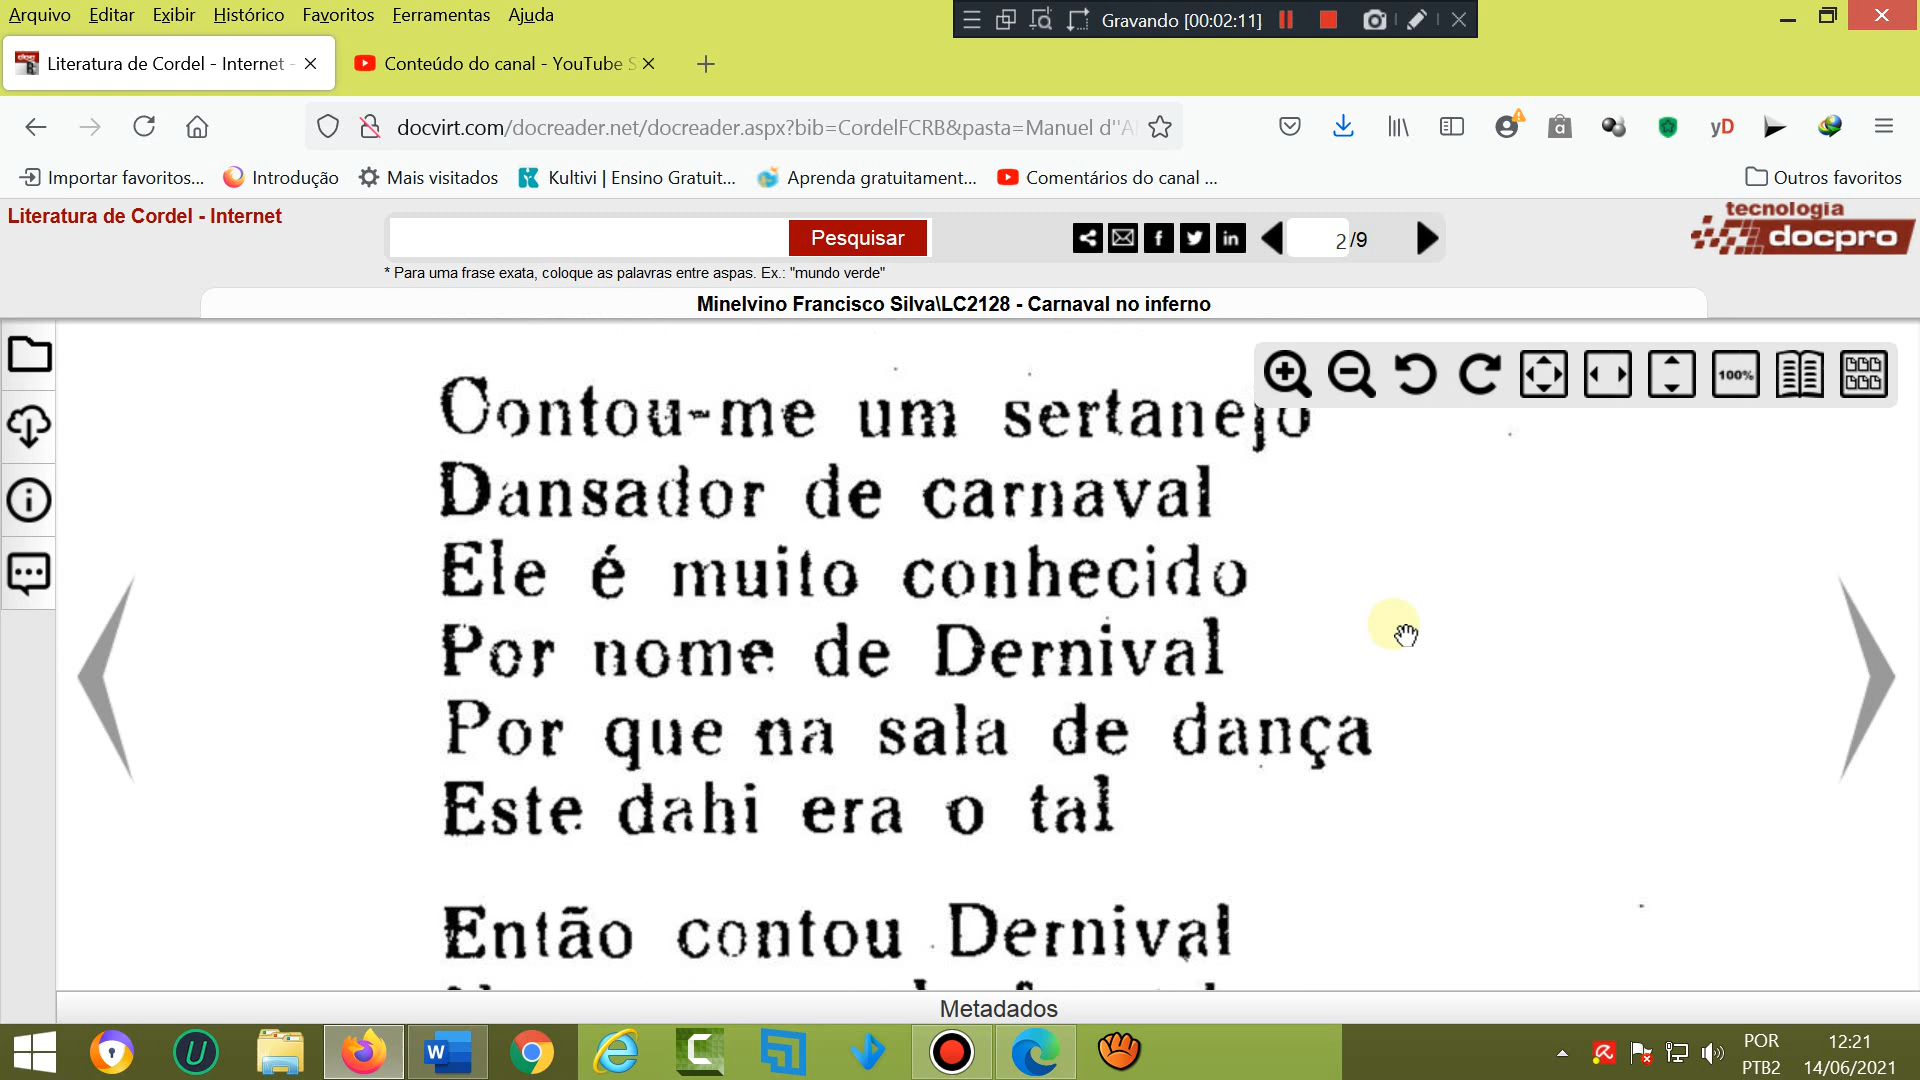 Arquivo Editar Exibir Histórico Favoritos Ferramentas Ajuda
Gravando [00:02:11]
Literatura de Cordel - Internet -
Conteúdo do canal - YouTube S
docvirt.com/docreader.net/docreader.aspx?bib=CordelFCRB&pasta=Manuel d"A
Importar favoritos... Introdução Mais visitados Kultivi | Ensino Gratuit... Aprenda gratuitament... Comentários do canal ... Outros favoritos
Literatura de Cordel - Internet
Pesquisar
2 /9
tecnologia
docpro
* Para uma frase exata, coloque as palavras entre aspas. Ex.: "mundo verde"
Minelvino Francisco Silva\LC2128 - Carnaval no inferno
100%
Contou-me um sertanejo
Dansador de carnaval
Ele é muito conhecido
Por nome de Dernival
Por que na sala de dança
Este dahi era o tal
Então contou Dernival
Metadados
POR
PTB2
12:21
14/06/2021